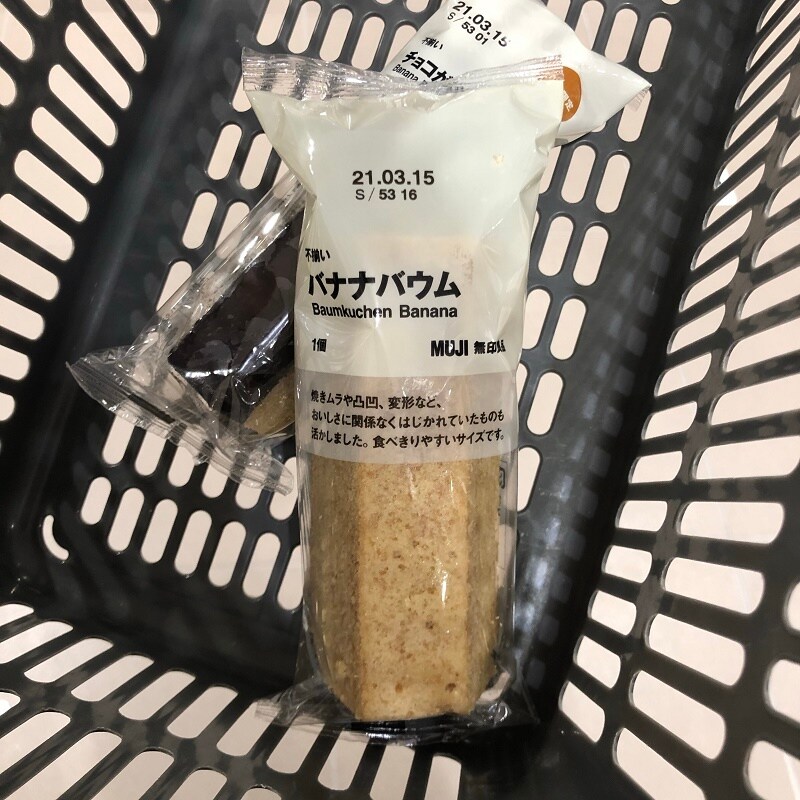 21.03.15
S/53 01
不揃い
チョコが
Banana
21.03.15
S/53 16
不揃い
バナナバウム
Baumkuchen Banana
1個
MUJI 無印良品
焼きムラや凸凹、変形など、
おいしさに関係なくはじかれていたものも
活かしました。食べきりやすいサイズです。